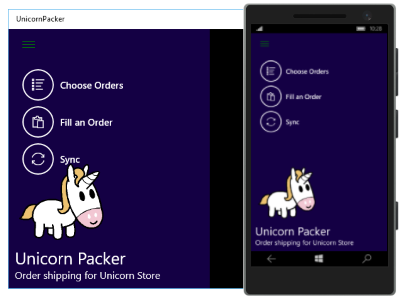 UnicornPacker
Choose Orders
Fill an Order
Sync
Unicorn Packer
Order shipping for Unicorn Store
Choose Orders
Fill an Order
Sync
Unicorn Packer
Order shipping for Unicorn Store